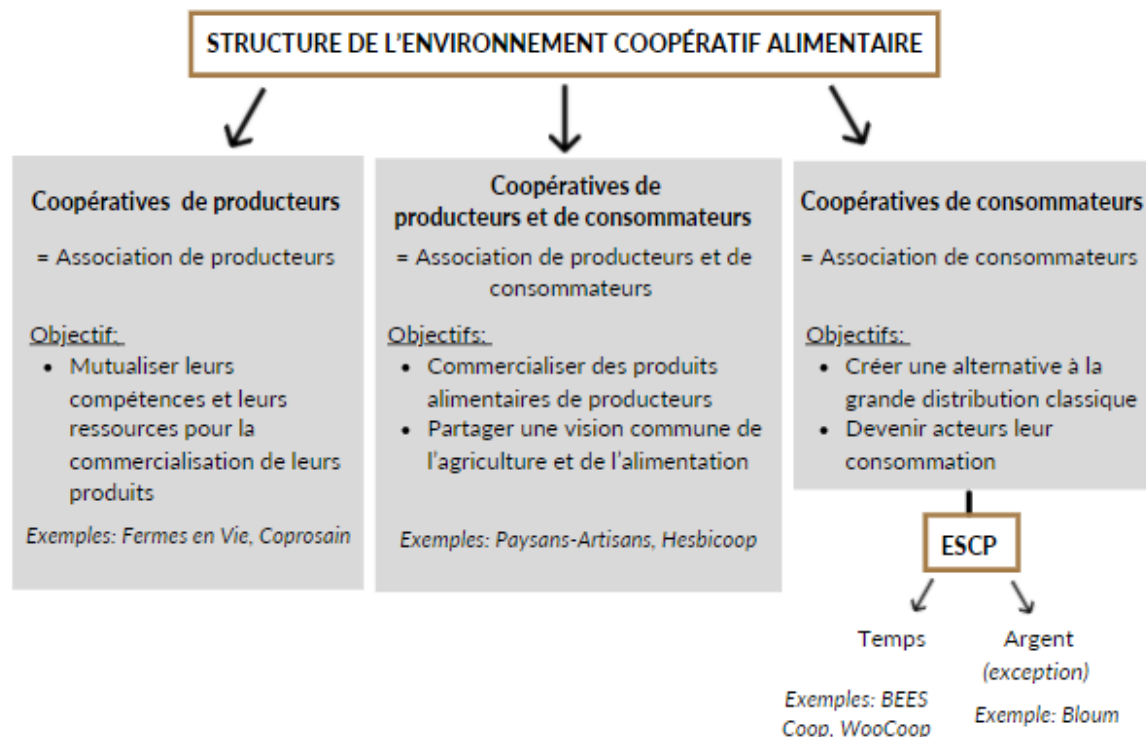 STRUCTURE DE L'ENVIRONNEMENT COOPÉRATIF ALIMENTAIRE
Coopératives de producteurs
= Association de producteurs
Objectif:
• Mutualiser leurs
compétences et leurs
ressources pour la
commercialisation de leurs
produits
Exemples: Fermes en Vie, Coprosain
Coopératives de
producteurs et de consommateurs
= Association de producteurs et de
consommateurs
Objectifs:
• Commercialiser des produits
alimentaires de producteurs
• Partager une vision commune de
l'agriculture et de l'alimentation
Exemples: Paysans-Artisans, Hesbicoop
Coopératives de consommateurs
= Association de consommateurs
Objectifs:
• Créer une alternative à la
grande distribution classique
• Devenir acteurs leur
consommation
ESCP
Temps
Exemples: BEES
Coop, WooCoop
Argent
(exception)
Exemple: Bloum